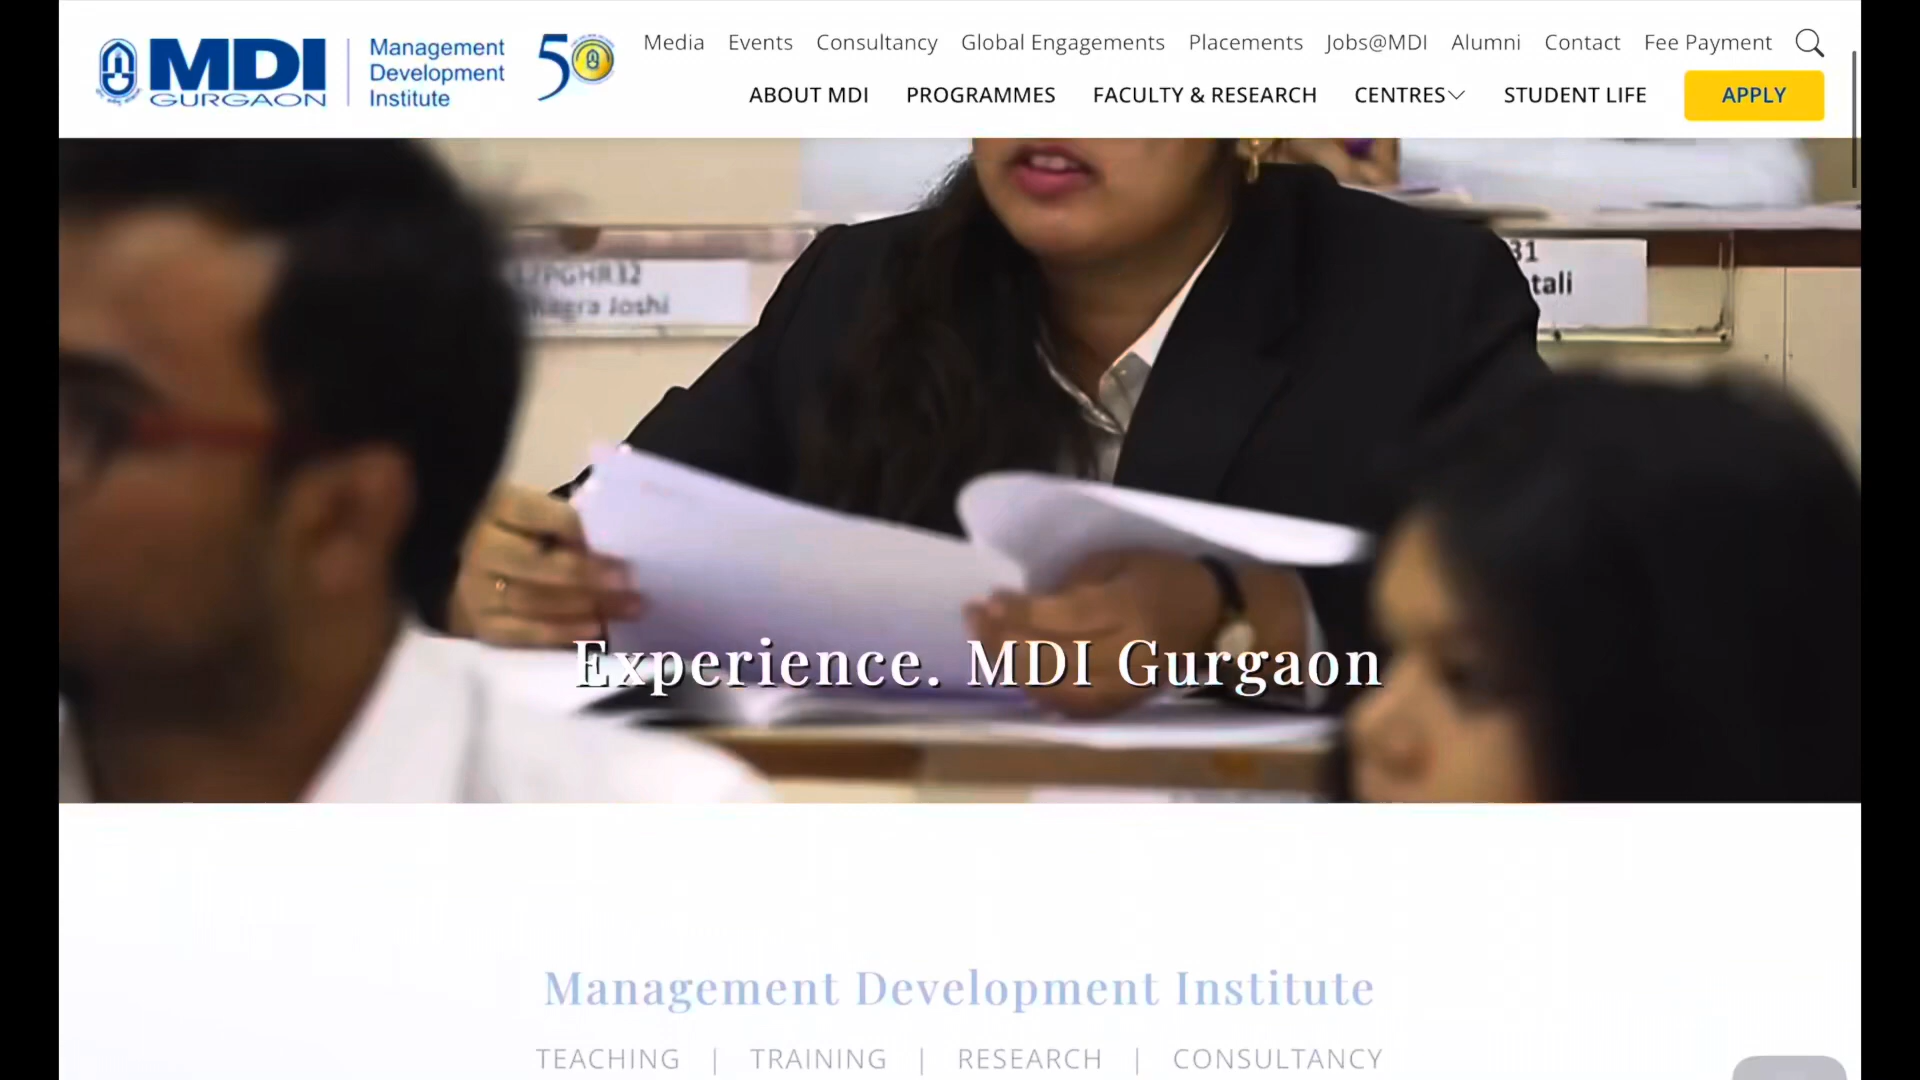 MDI
GURGAON
Management
Development
Institute
50
Media Events Consultancy Global Engagements Placements Jobs@MDI Alumni Contact Fee Payment
ABOUT MDI PROGRAMMES FACULTY & RESEARCH CENTRES STUDENT LIFE APPLY
31
tali
Joshi
Experience. MDI Gurgaon
Management Development Institute
TEACHING | TRAINING | RESEARCH | CONSULTANCY